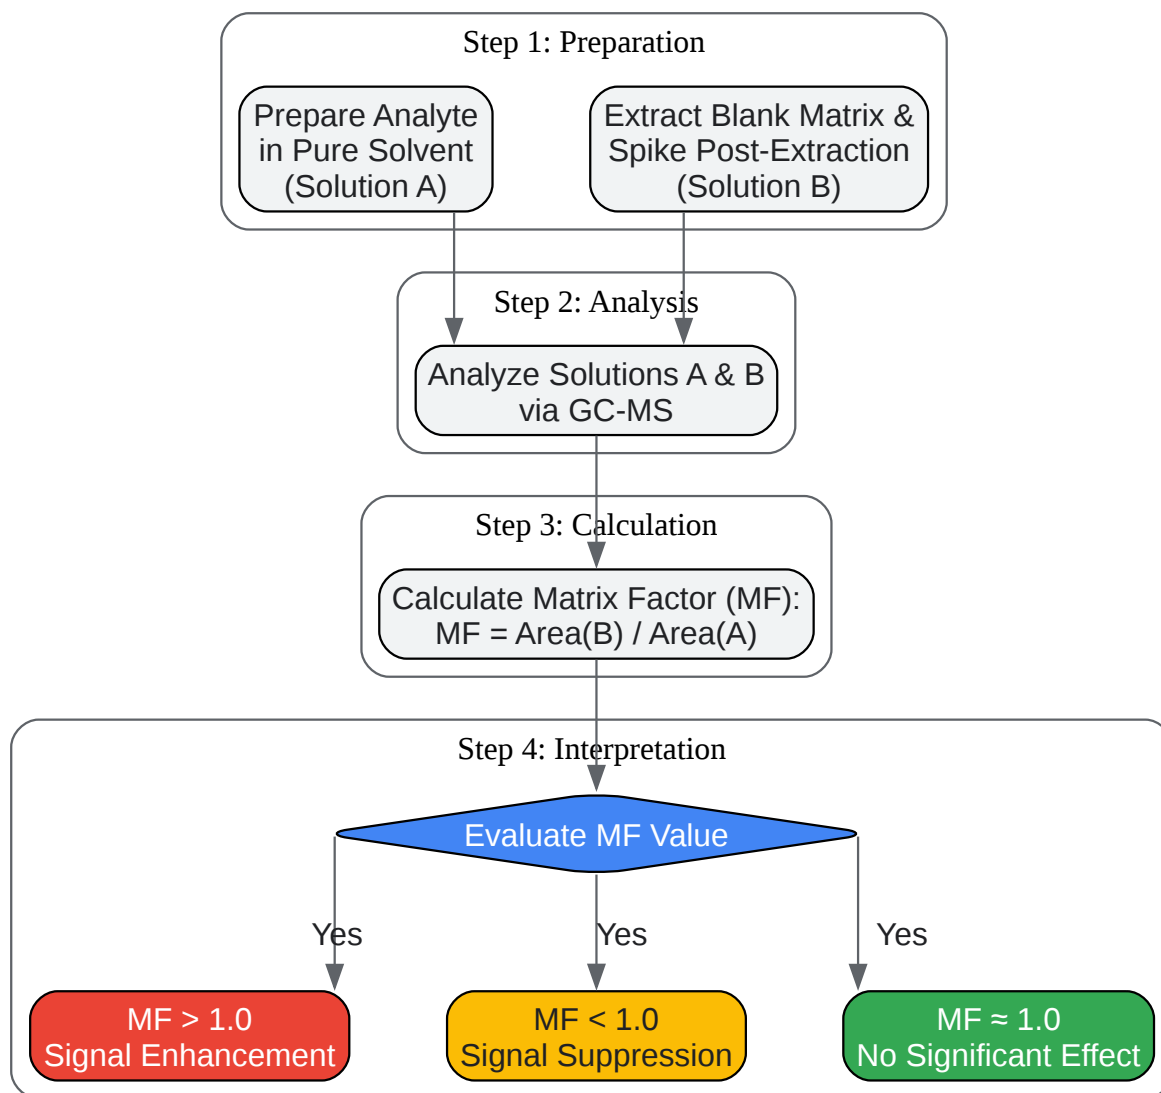 Step 1: Preparation
Prepare Analyte
in Pure Solvent
(Solution A)
Extract Blank Matrix &
Spike Post-Extraction
(Solution B)
Step 2: Analysis
Analyze Solutions A & B
via GC-MS
Step 3: Calculation
Calculate Matrix Factor (MF):
MF = Area(B) / Area(A)
Step 4: Interpretation
Evaluate MF Value
Yes
Yes
Yes
MF > 1.0
Signal Enhancement
MF < 1.0
Signal Suppression
MF ≈ 1.0
No Significant Effect